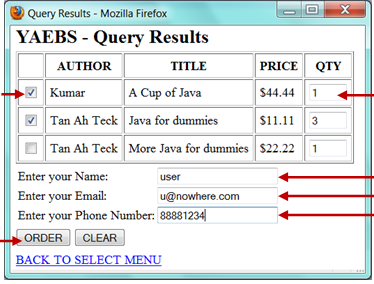 Query Results - Mozilla Firefox
YAEBS - Query Results
AUTHOR TITLE PRICE QTY
Kumar A Cup of Java $44.44 1
Tan Ah Teck Java for dummies $11.11 3
Tan Ah Teck More Java for dummies $22.22 1
Enter your Name: user
Enter your Email: u@nowhere.com
Enter your Phone Number: 88881234
ORDER CLEAR
BACK TO SELECT MENU